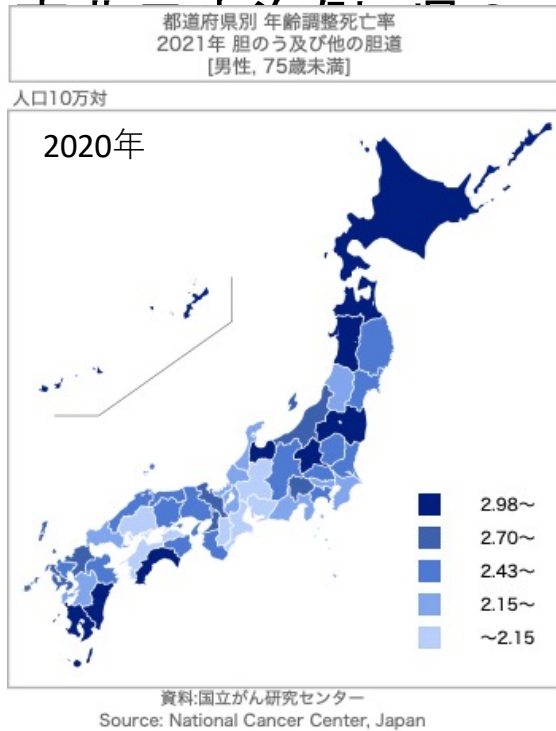 都道府県別 年齢調整死亡率
2021年 胆のう及び他の胆道
[男性, 75歳未満]
人口10万対
2020年
2.98～
2.70～
2.43～
2.15～
～2.15
資料:国立がん研究センター
Source: National Cancer Center, Japan